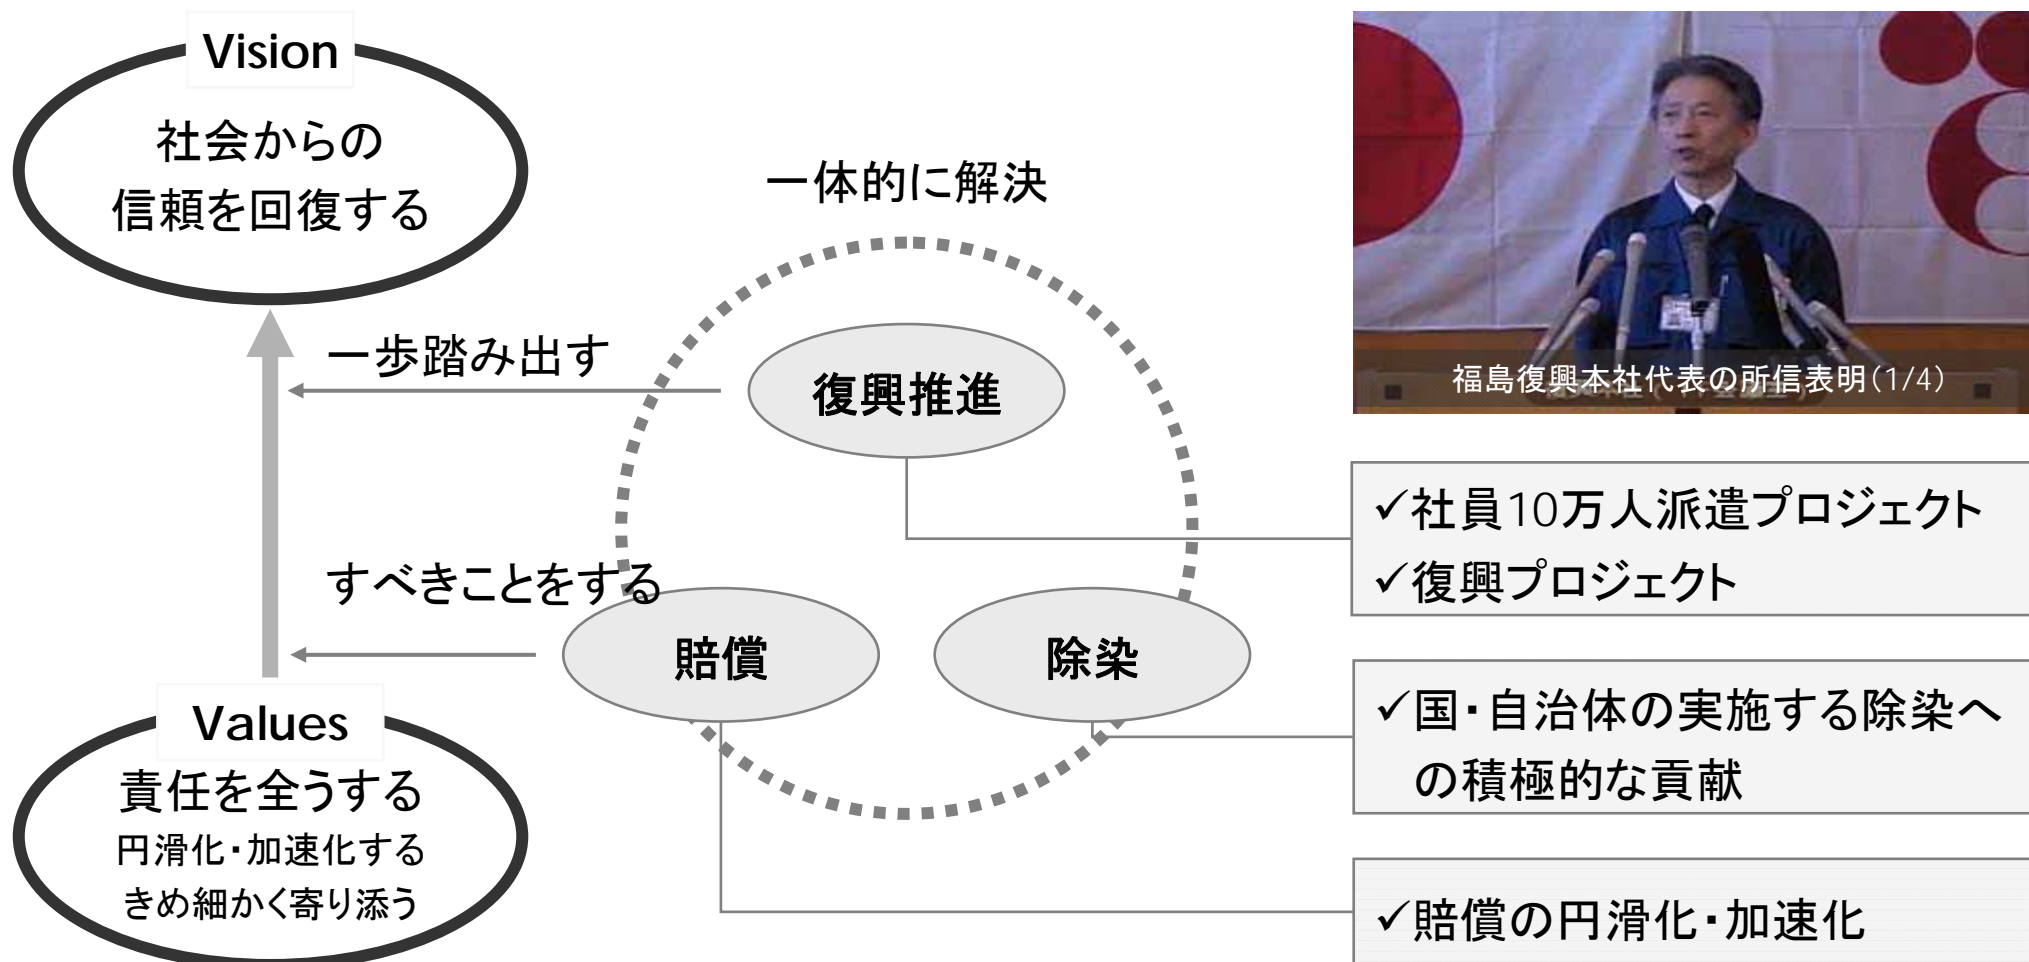 Vision
社会からの
信頼を回復する
一体的に解決
一歩踏み出す
復興推進
福島復興本社代表の所信表明(1/4)
✓社員10万人派遣プロジェクト
✓復興プロジェクト
すべきことをする
賠償
除染
✓国・自治体の実施する除染へ
の積極的な貢献
Values
責任を全うする
円滑化・加速化する
きめ細かく寄り添う
✓賠償の円滑化・加速化